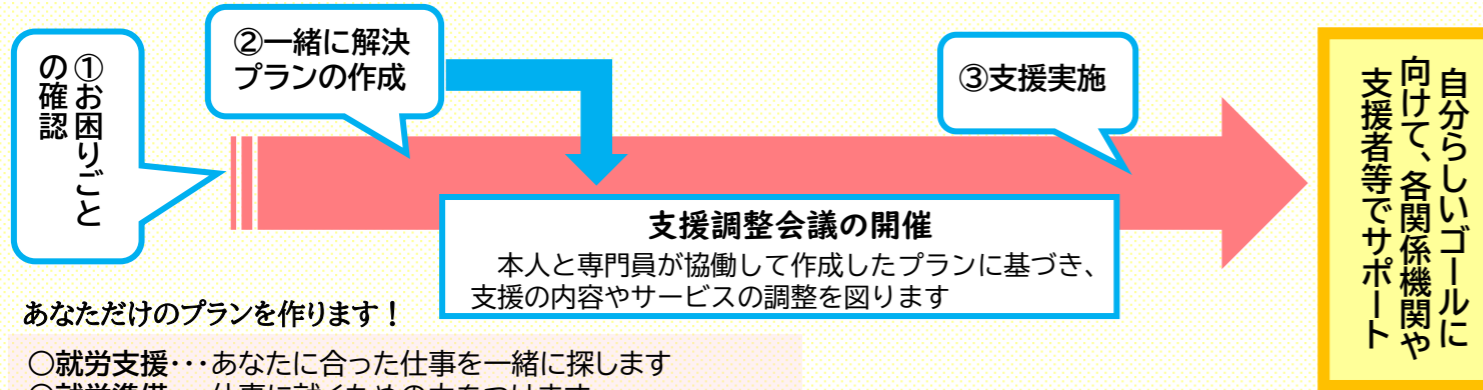 ①お困りごと
の確認
②一緒に解決
プランの作成
③支援実施
支援調整会議の開催
本人と専門員が協働して作成したプランに基づき、
支援の内容やサービスの調整を図ります
自分らしいゴールに
向けて、各関係機関や
支援者等でサポート
あなただけのプランを作ります！
〇就労支援･･･あなたに合った仕事を一緒に探します